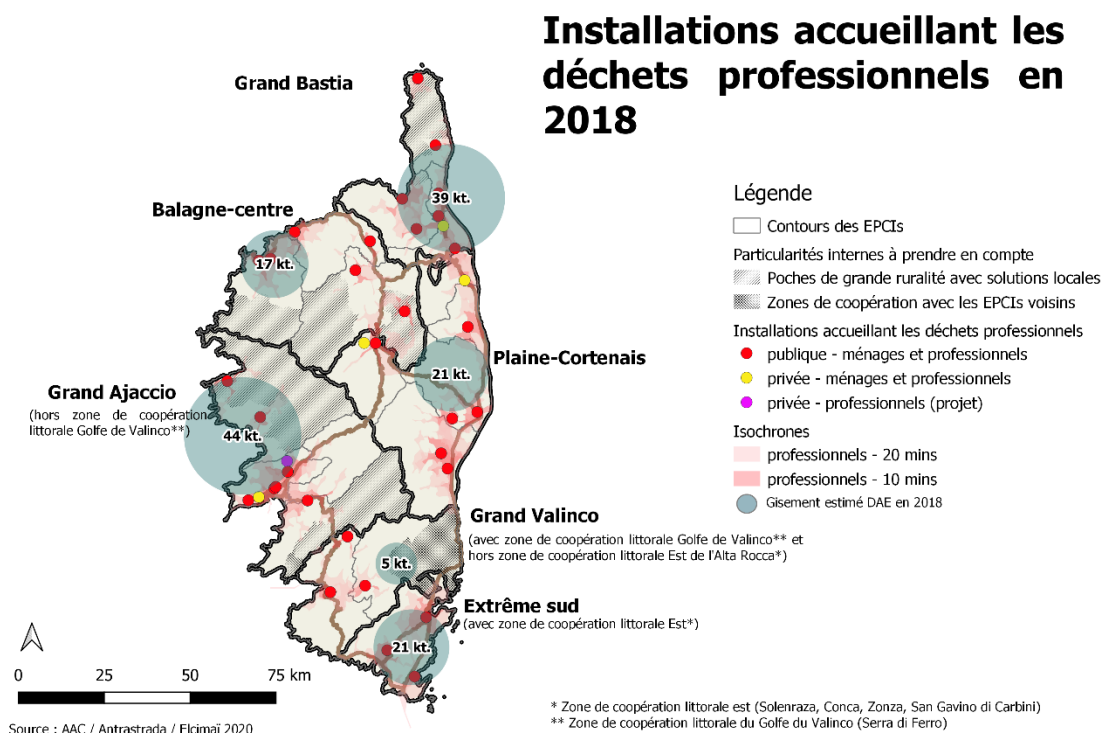 Installations accueillant les
déchets professionnels en
2018
Grand Bastia
39 kt.
Balagne-centre
17 kt.
Plaine-Cortenais
21 kt.
Grand Ajaccio
(hors zone de coopération
littorale Golfe de Valinco**)
44 kt.
Grand Valinco
(avec zone de coopération littorale Golfe de Valinco** et
hors zone de coopération littorale Est de l'Alta Rocca*)
5 kt.
Extrême sud
(avec zone de coopération littorale Est*)
21 kt.
Légende
Contours des EPCIs
Particularités internes à prendre en compte
Poches de grande ruralité avec solutions locales
Zones de coopération avec les EPCIs voisins
Installations accueillant les déchets professionnels
publique - ménages et professionnels
privée - ménages et professionnels
privée - professionnels (projet)
Isochrones
professionnels - 20 mins
professionnels - 10 mins
Gisement estimé DAE en 2018
0 25 50 75 km
Source : AAC / Antrastrada / Elcimaï 2020
* Zone de coopération littorale est (Solenraza, Conca, Zonza, San Gavino di Carbini)
** Zone de coopération littorale du Golfe du Valinco (Serra di Ferro)